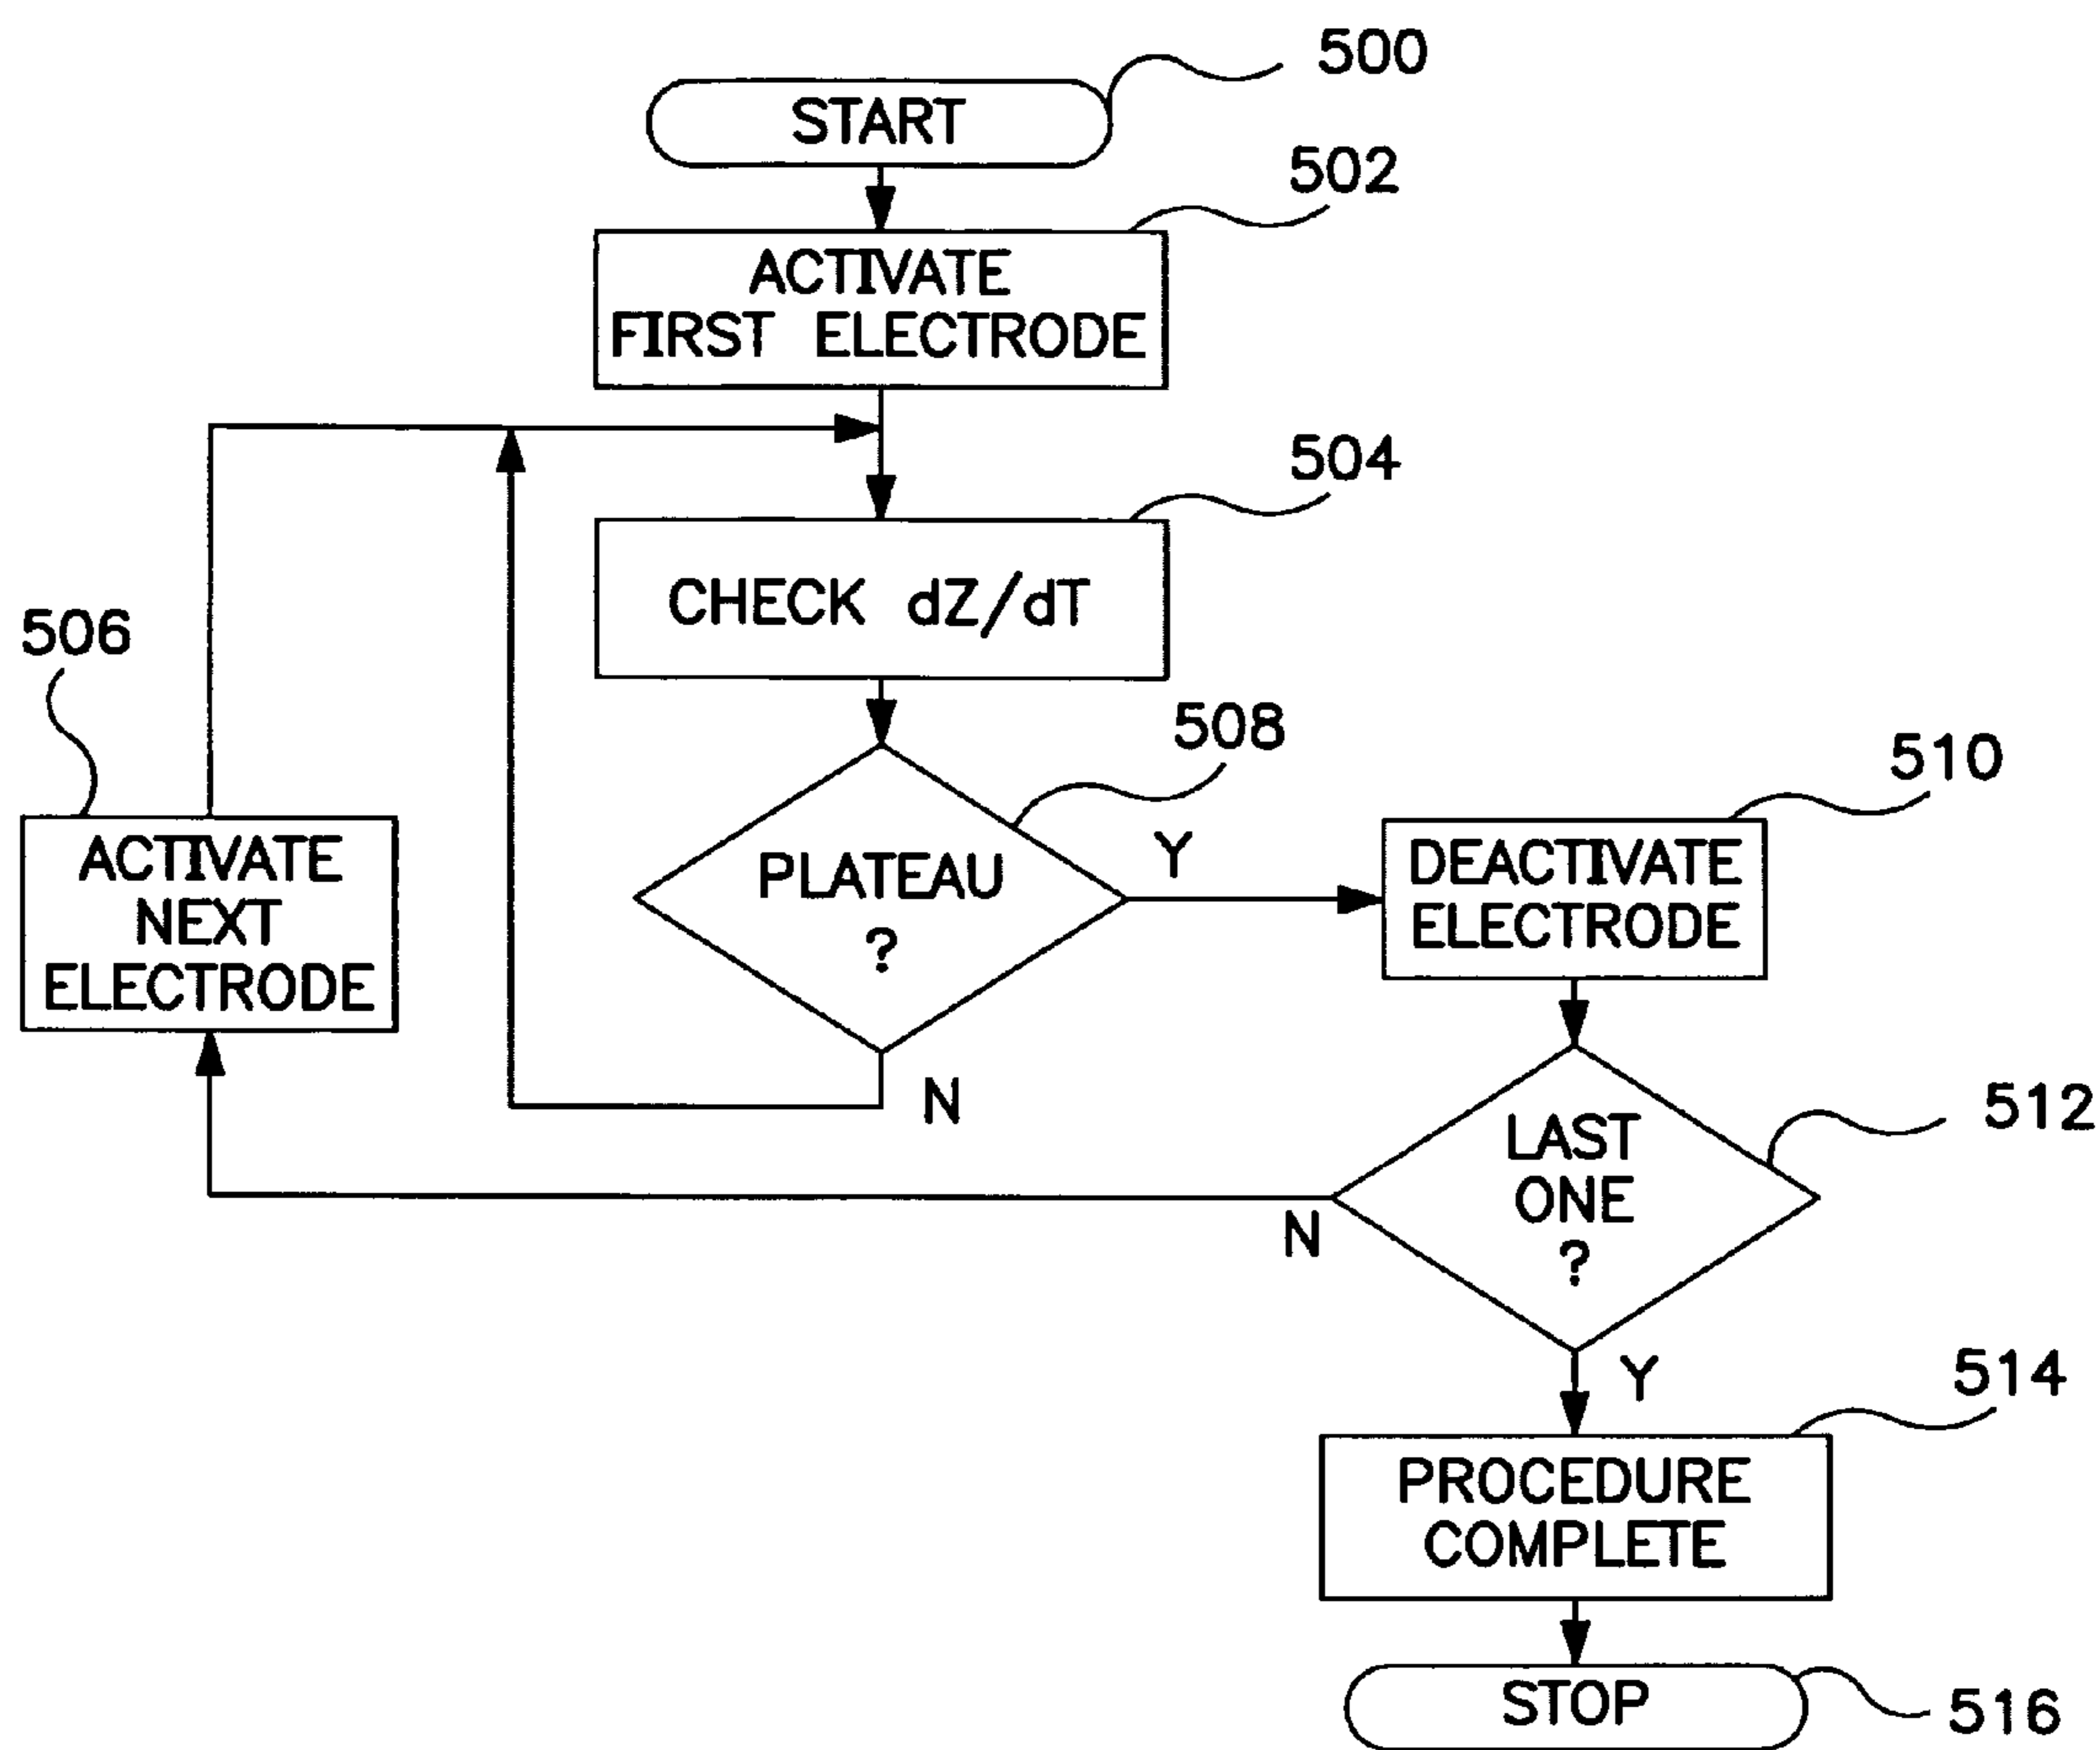 500
START
502
ACTIVATE
FIRST ELECTRODE
504
CHECK dZ/dT
506
ACTIVATE
NEXT
ELECTRODE
508
PLATEAU
?
Y
N
510
DEACTIVATE
ELECTRODE
512
LAST
ONE
?
N
Y
514
PROCEDURE
COMPLETE
STOP
516